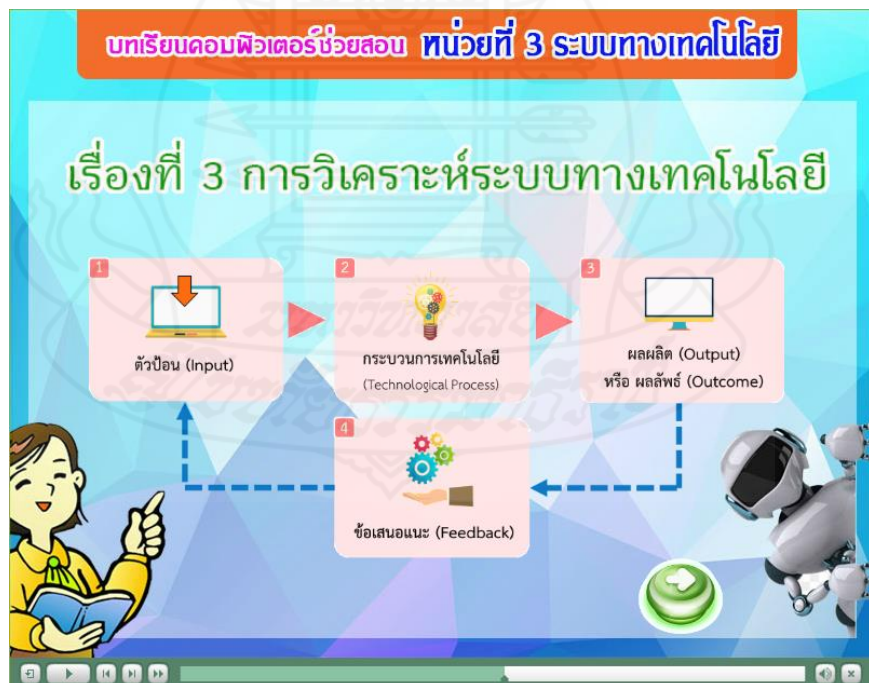 บทเรียนคอมพิวเตอร์ช่วยสอน หน่วยที่ 3 ระบบทางเทคโนโลยี
เรื่องที่ 3 การวิเคราะห์ระบบทางเทคโนโลยี
1
ตัวป้อน (Input)
2
กระบวนการเทคโนโลยี
(Technological Process)
3
ผลผลิต (Output)
หรือ ผลลัพธ์ (Outcome)
4
ข้อเสนอแนะ (Feedback)